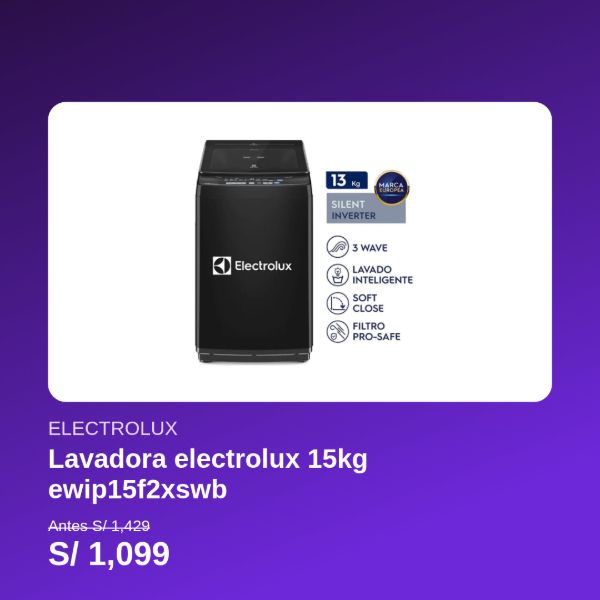 Electrolux
13 Kg
MARCA
EUROPEA
SILENT
INVERTER
3 WAVE
LAVADO
INTELIGENTE
SOFT
CLOSE
FILTRO
PRO-SAFE
ELECTROLUX
Lavadora electrolux 15kg
ewip15f2xswb
Antes S/ 1,429
S/ 1,099